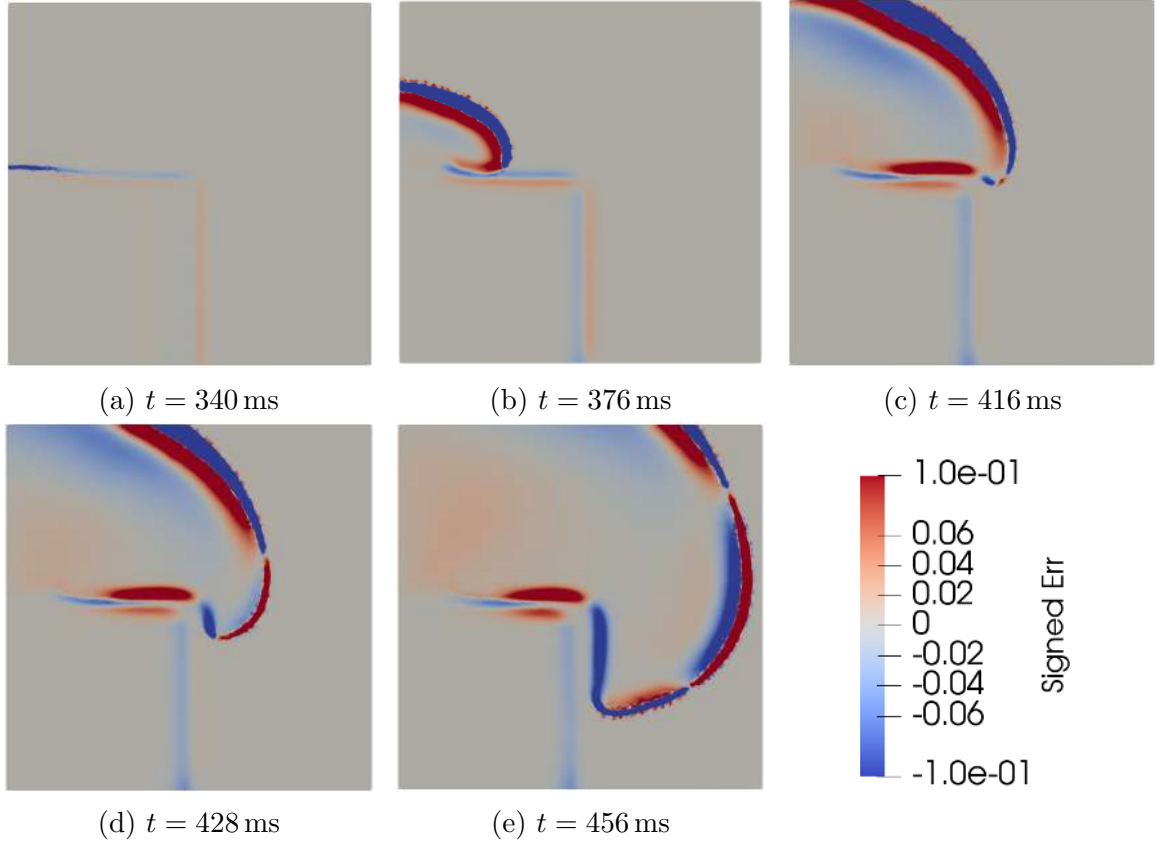 (a) t = 340 ms
(b) t = 376 ms
(c) t = 416 ms
1.0e-01
0.06
0.04
0.02
0
-0.02
-0.04
-0.06
-1.0e-01
Signed Err
(d) t = 428 ms
(e) t = 456 ms